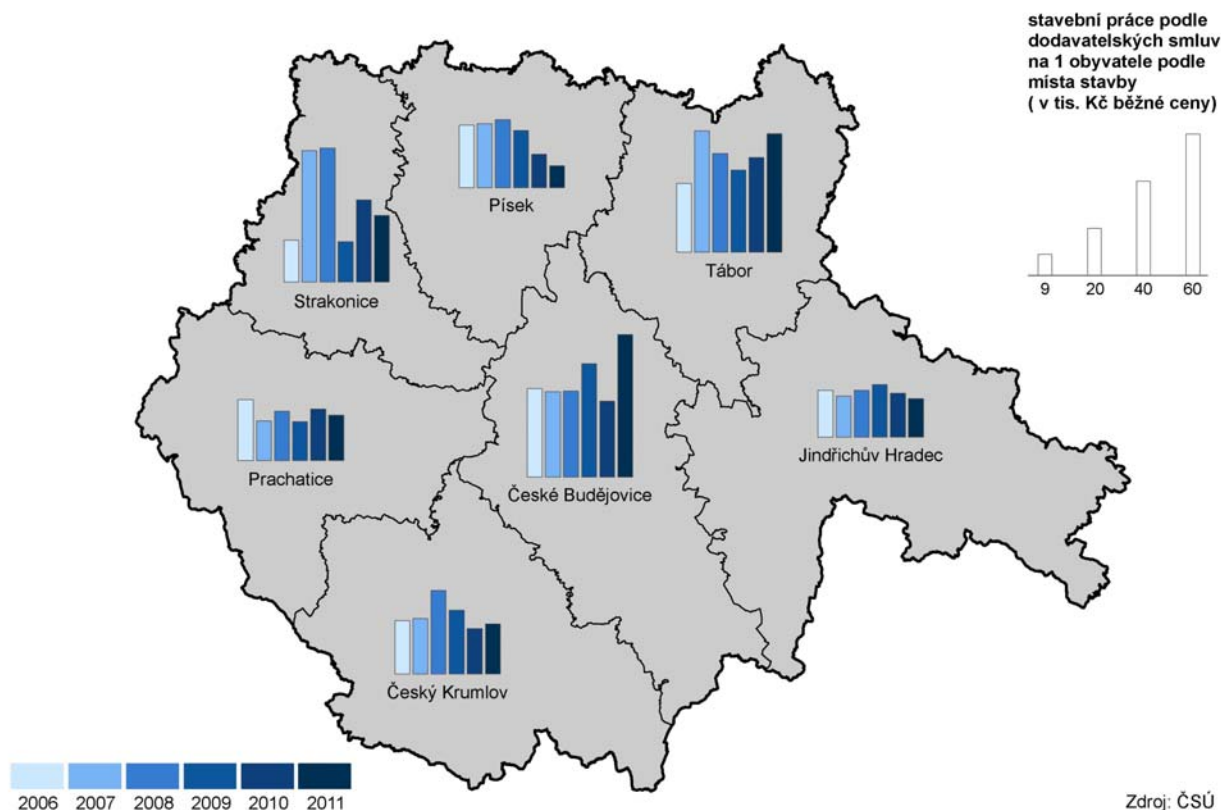 stavební práce podle
dodavatelských smluv
na 1 obyvatele podle
místa stavby
( v tis. Kč běžné ceny)
9 20 40 60
Písek
Tábor
Strakonice
Jindřichův Hradec
Prachatice
České Budějovice
Český Krumlov
2006 2007 2008 2009 2010 2011
Zdroj: ČSÚ